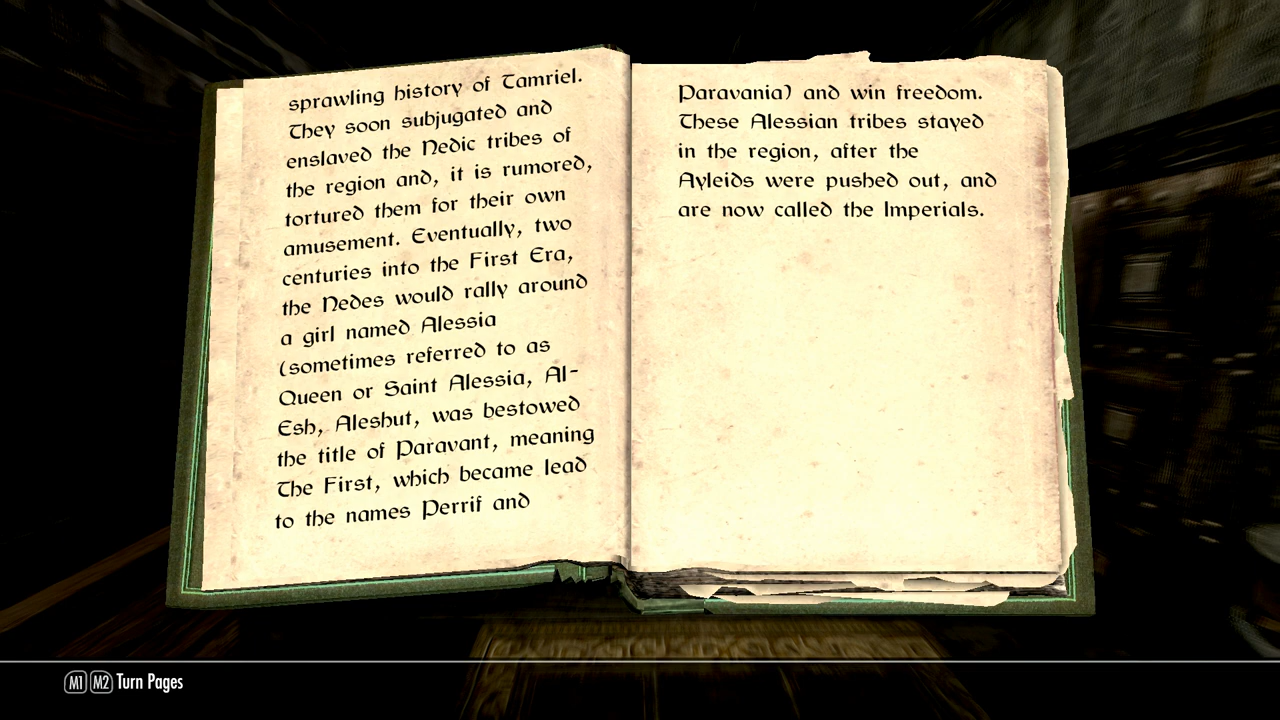 sprawling history of Tamriel.
They soon subjugated and
enslaved the Nedic tribes of
the region and, it is rumored,
tortured them for their own
amusement. Eventually, two
centuries into the First Era,
the Nedes would rally around
a girl named Alessia
(sometimes referred to as
Queen or Saint Alessia, Al-
Esh, Aleshut, was bestowed
the title of Paravant, meaning
The First, which became lead
to the names Perrif and
Paravania) and win freedom.
These Alessian tribes stayed
in the region, after the
Ayleids were pushed out, and
are now called the Imperials.
M1 M2 Turn Pages